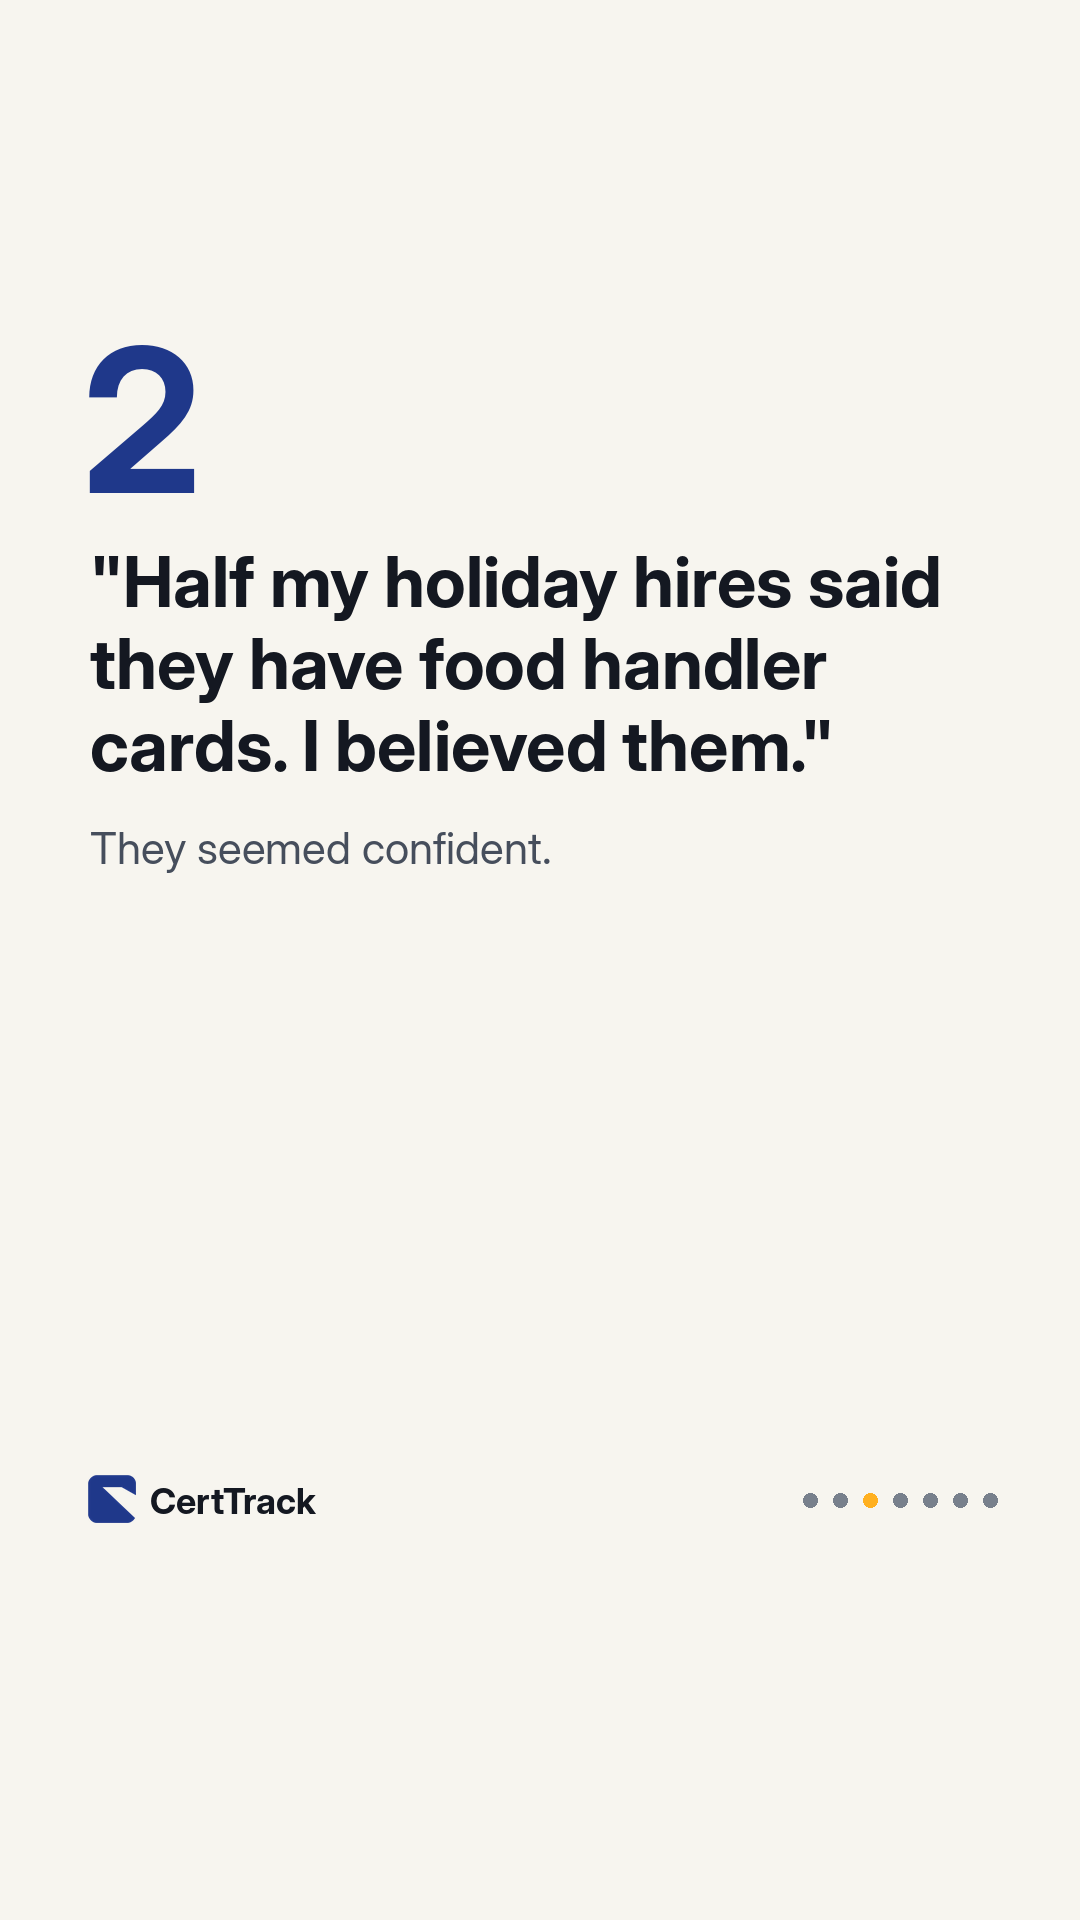 2
"Half my holiday hires said
they have food handler
cards. I believed them."
They seemed confident.
CertTrack